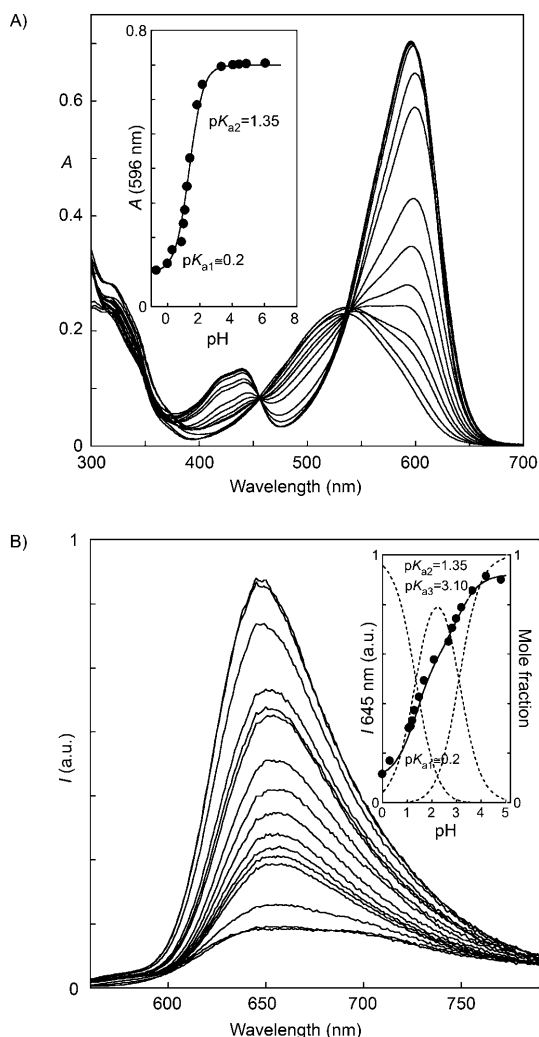 A)
0.8
A (596 nm)
pKa2=1.35
pKa1≅0.2
0
0 2 4 6 8
pH
0.6
A
0.4
0.2
0
300 400 500 600 700
Wavelength (nm)
B)
1
I (a.u.)
0
600 650 700 750
Wavelength (nm)
1 1
pKa2=1.35
pKa3=3.10
I 645 nm (a.u.)
Mole fraction
pKa1≅0.2
0 0
0 1 2 3 4 5
pH